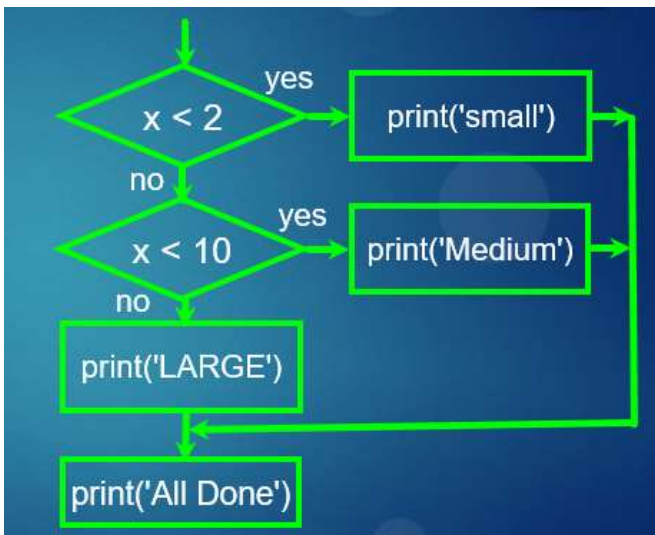 yes
x < 2
print('small')
no
yes
x < 10
print('Medium')
no
print('LARGE')
print('All Done')